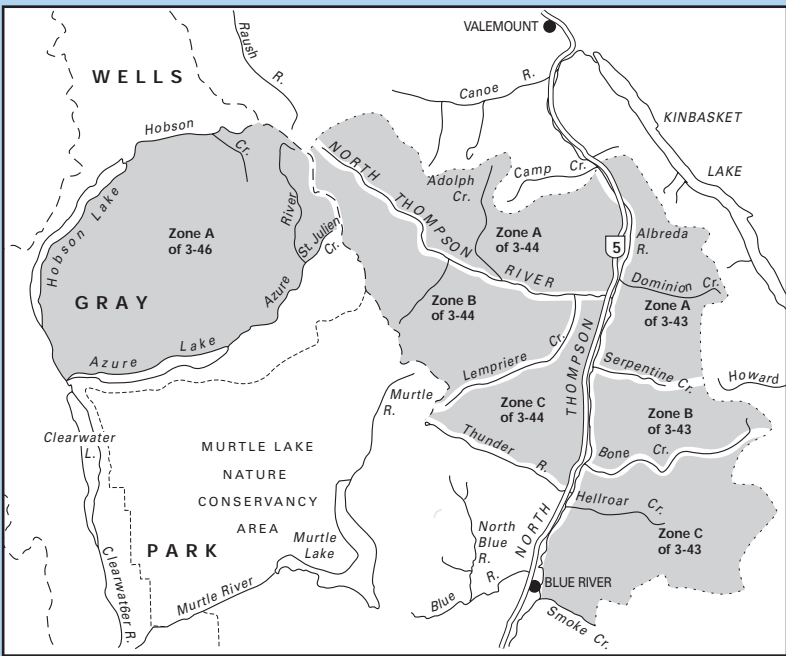 VALEMOUNT
WELLS
Raush
R.
Canoe R.
KINBASKET
LAKE
Hobson
Cr.
Hobson Lake
Zone A
of 3-46
River
St. Julien
Cr.
Azure
GRAY
Azure Lake
NORTH THOMPSON RIVER
Adolph
Cr.
Camp Cr.
Zone A
of 3-44
5
Albreda
R.
Dominion Cr.
Zone A
of 3-43
Zone B
of 3-44
Lempriere Cr.
Serpentine Cr.
Howard
Murtle
R.
Zone C
of 3-44
NORTH THOMPSON
Zone B
of 3-43
Bone Cr.
Thunder R.
Clearwater
L.
MURTLE LAKE
NATURE
CONSERVANCY
AREA
Hellroar Cr.
Zone C
of 3-43
PARK
Murtle
Lake
North
Blue
R.
Clearwat6er R.
Murtle River
Blue R.
BLUE RIVER
Smoke Cr.